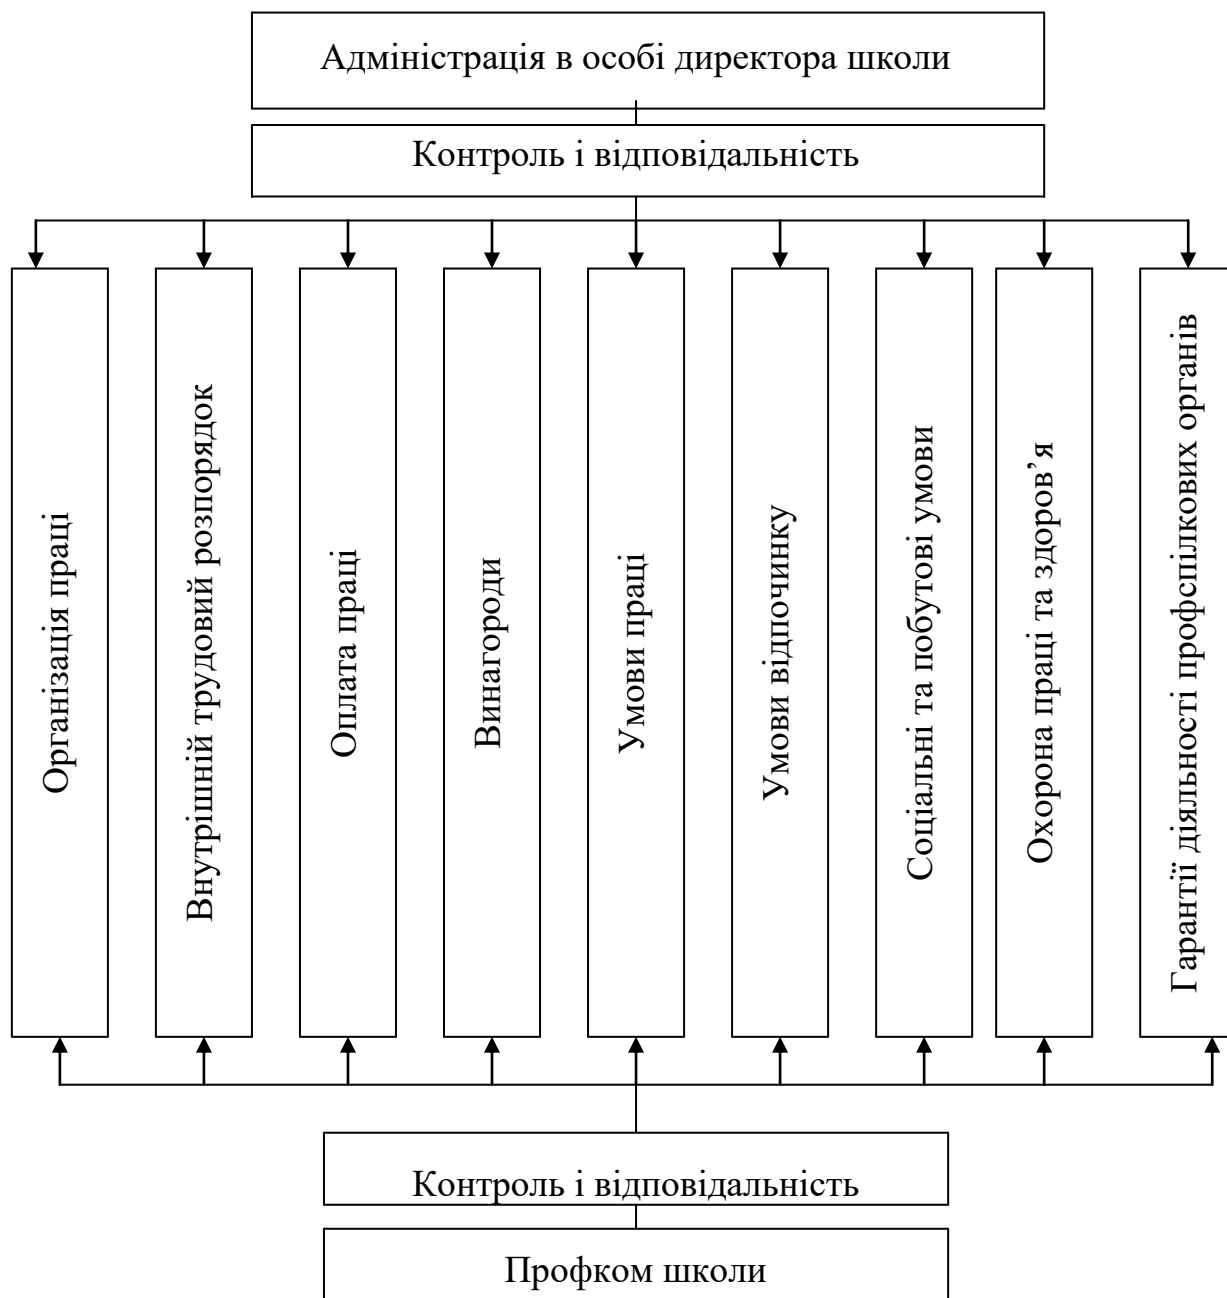 Адміністрація в особі директора школи
Контроль і відповідальність
Організація праці
Внутрішній трудовий розпорядок
Оплата праці
Винагороди
Умови праці
Умови відпочинку
Соціальні та побутові умови
Охорона праці та здоров’я
Гарантії діяльності профспілкових органів
Контроль і відповідальність
Профком школи